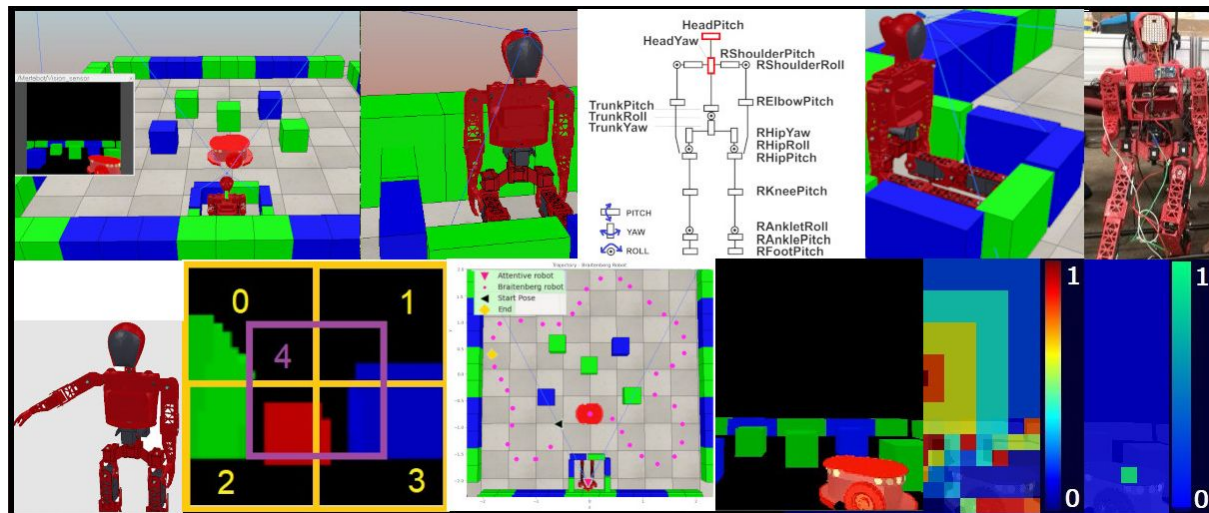 /Martabot/Vision_sensor
HeadPitch
HeadYaw
RShoulderPitch
RShoulderRoll
RElbowPitch
TrunkPitch
TrunkRoll
TrunkYaw
RHipYaw
RHipRoll
RHipPitch
RKneePitch
PITCH
YAW
ROLL
RAnkletRoll
RAnklePitch
RFootPitch
0
1
4
2
3
Trajectory - Braitenberg Robot
Attentive robot
Braitenberg robot
Start Pose
End
1
0
1
0